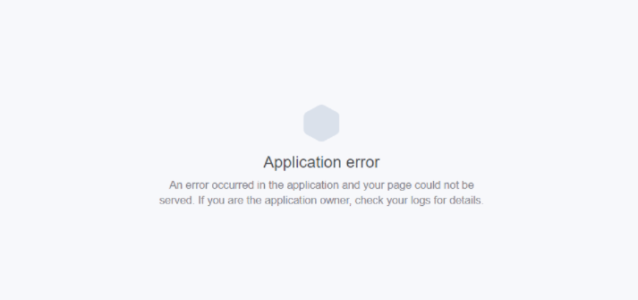 Application error
An error occurred in the application and your page could not be
served. If you are the application owner, check your logs for details.